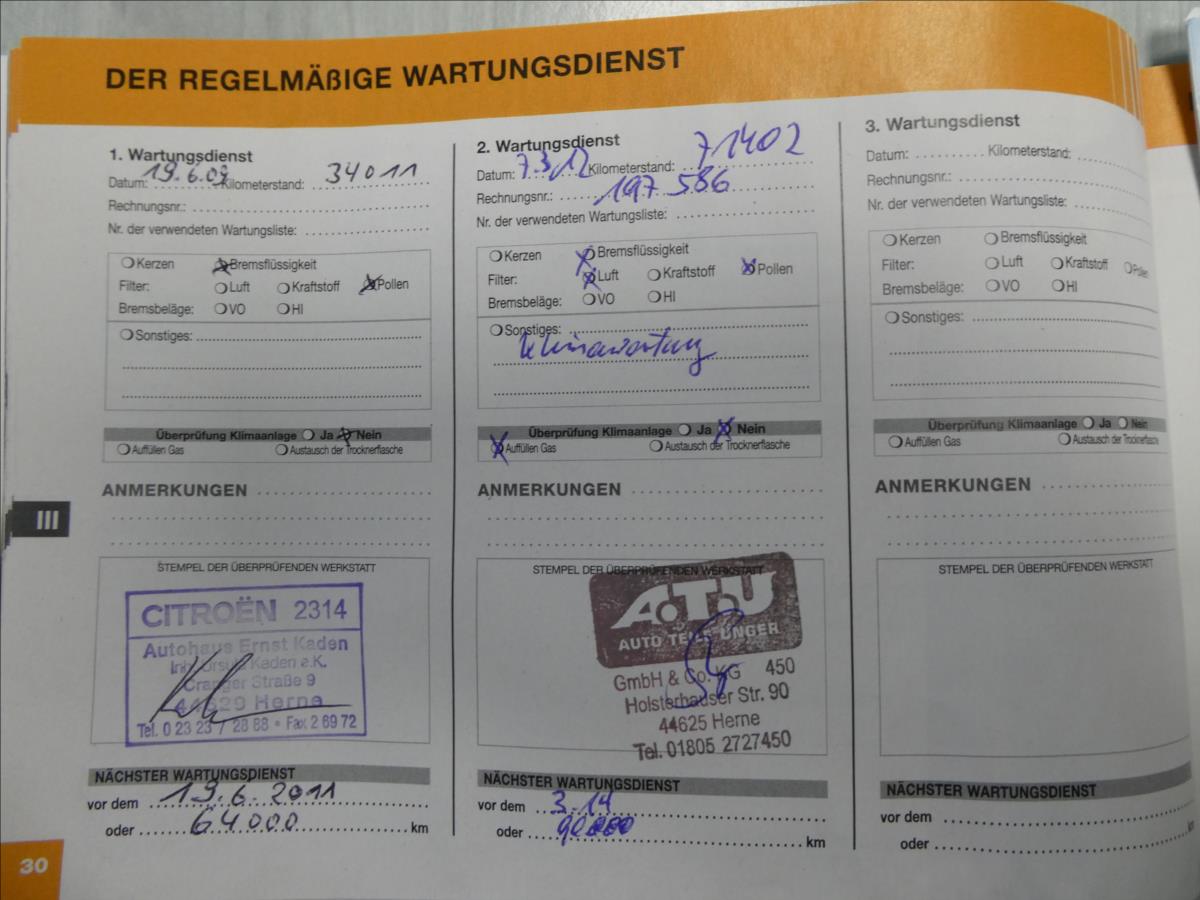 DER REGELMÄßIGE WARTUNGSDIENST
1. Wartungsdienst
Datum: 19.6.09 Kilometerstand: 34011
Rechnungsnr.:
Nr. der verwendeten Wartungsliste:
Kerzen Bremsflüssigkeit
Filter: Luft Kraftstoff Pollen
Bremsbeläge: VO HI
Sonstiges:
Überprüfung Klimaanlage Ja Nein
Auffüllen Gas Austausch der Trocknerflasche
ANMERKUNGEN
STEMPEL DER ÜBERPRÜFENDEN WERKSTATT
CITROËN 2314
Autohaus Ernst Kaden
Inh. Ursula Kaden e.K.
Cranger Straße 9
44629 Herne
Tel. 0 23 23 / 28 88 • Fax 2 69 72
NÄCHSTER WARTUNGSDIENST
vor dem 19.6.2011
oder 64000 km
2. Wartungsdienst
Datum: 7.3.12 Kilometerstand: 71402
Rechnungsnr.: 197 586
Nr. der verwendeten Wartungsliste:
Kerzen Bremsflüssigkeit
Filter: Luft Kraftstoff Pollen
Bremsbeläge: VO HI
Sonstiges:
Klimawartung
Überprüfung Klimaanlage Ja Nein
Auffüllen Gas Austausch der Trocknerflasche
ANMERKUNGEN
STEMPEL DER ÜBERPRÜFENDEN WERKSTATT
A.T.U
AUTO TEILE UNGER
GmbH & Co. KG 450
Holsterhauser Str. 90
44625 Herne
Tel. 01805 2727450
NÄCHSTER WARTUNGSDIENST
vor dem 3.14
oder 90000 km
3. Wartungsdienst
Datum: Kilometerstand:
Rechnungsnr.:
Nr. der verwendeten Wartungsliste:
Kerzen Bremsflüssigkeit
Filter: Luft Kraftstoff Pollen
Bremsbeläge: VO HI
Sonstiges:
Überprüfung Klimaanlage Ja Nein
Auffüllen Gas Austausch der Trocknerflasche
ANMERKUNGEN
STEMPEL DER ÜBERPRÜFENDEN WERKSTATT
NÄCHSTER WARTUNGSDIENST
vor dem
oder
III
30